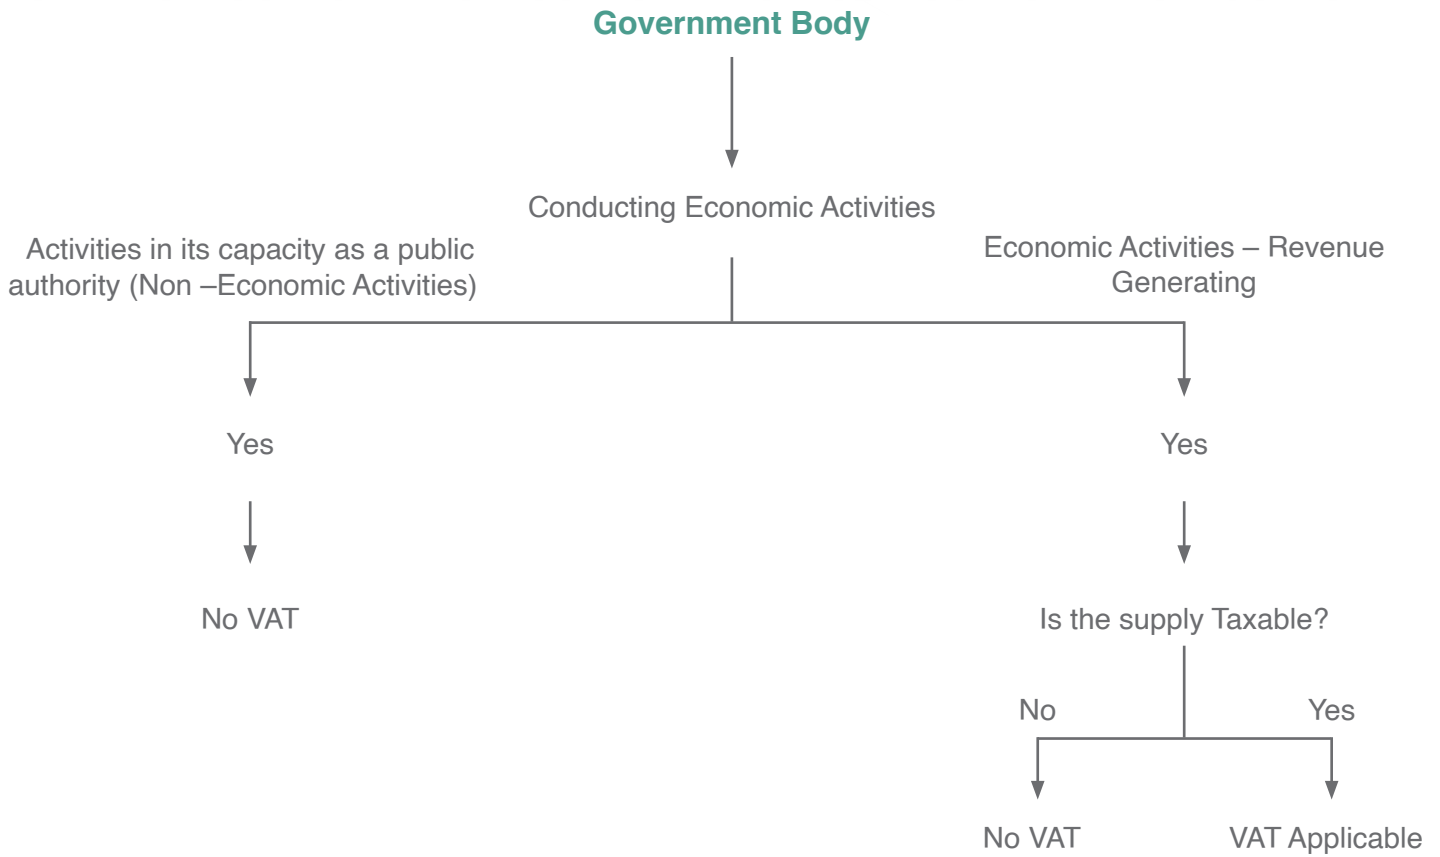 Government Body
Conducting Economic Activities
Activities in its capacity as a public
authority (Non –Economic Activities)
Economic Activities – Revenue
Generating
Yes
Yes
No VAT
Is the supply Taxable?
No
Yes
No VAT
VAT Applicable